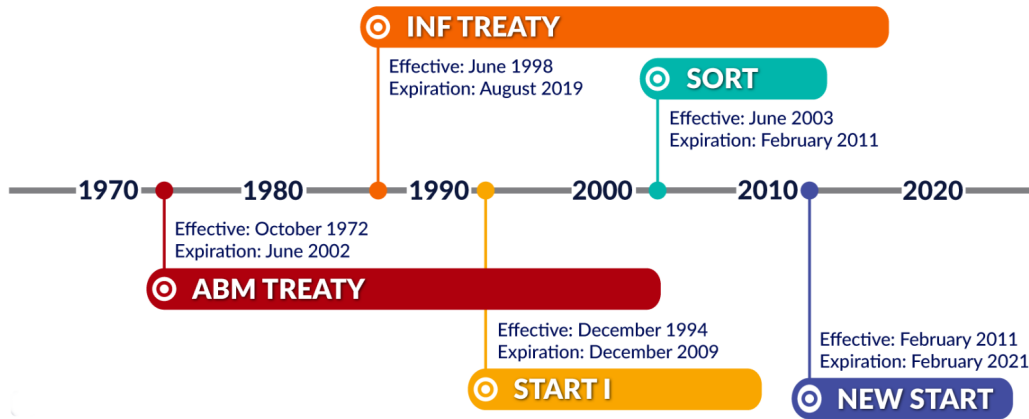 INF TREATY
Effective: June 1998
Expiration: August 2019
SORT
Effective: June 2003
Expiration: February 2011
1970 1980 1990 2000 2010 2020
Effective: October 1972
Expiration: June 2002
ABM TREATY
Effective: December 1994
Expiration: December 2009
START I
Effective: February 2011
Expiration: February 2021
NEW START